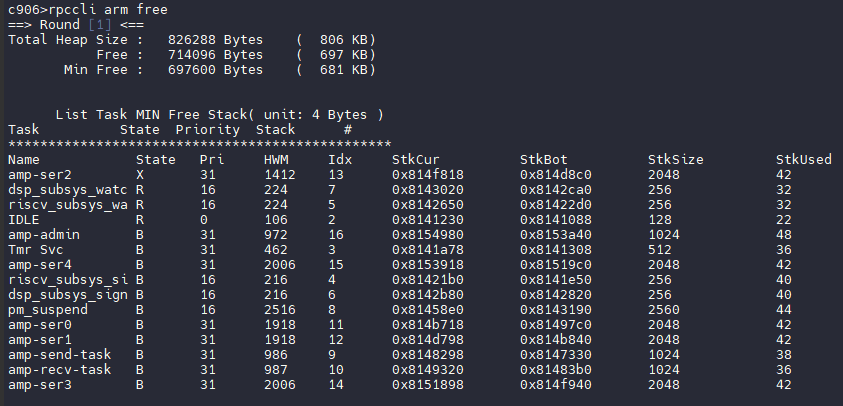 c906>rpccli arm free
==> Round [1] <==
Total Heap Size :   826288 Bytes    (  806 KB)
           Free :   714096 Bytes    (  697 KB)
       Min Free :   697600 Bytes    (  681 KB)
      List Task MIN Free Stack( unit: 4 Bytes )
Task          State  Priority  Stack      #
************************************************
Name            State   Pri     HWM     Idx     StkCur          StkBot          StkSize         StkUsed
amp-ser2        X       31      1412    13      0x814f818       0x814d8c0       2048            42
dsp_subsys_watc R       16      224     7       0x8143020       0x8142ca0       256             32
riscv_subsys_wa R       16      224     5       0x8142650       0x81422d0       256             32
IDLE            R       0       106     2       0x8141230       0x8141088       128             22
amp-admin       B       31      972     16      0x8154980       0x8153a40       1024            48
Tmr Svc         B       31      462     3       0x8141a78       0x8141308       512             36
amp-ser4        B       31      2006    15      0x8153918       0x81519c0       2048            42
riscv_subsys_si B       16      216     4       0x81421b0       0x8141e50       256             40
dsp_subsys_sign B       16      216     6       0x8142b80       0x8142820       256             40
pm_suspend      B       16      2516    8       0x81458e0       0x8143190       2560            44
amp-ser0        B       31      1918    11      0x814b718       0x81497c0       2048            42
amp-ser1        B       31      1918    12      0x814d798       0x814b840       2048            42
amp-send-task   B       31      986     9       0x8148298       0x8147330       1024            38
amp-recv-task   B       31      987     10      0x8149320       0x81483b0       1024            36
amp-ser3        B       31      2006    14      0x8151898       0x814f940       2048            42